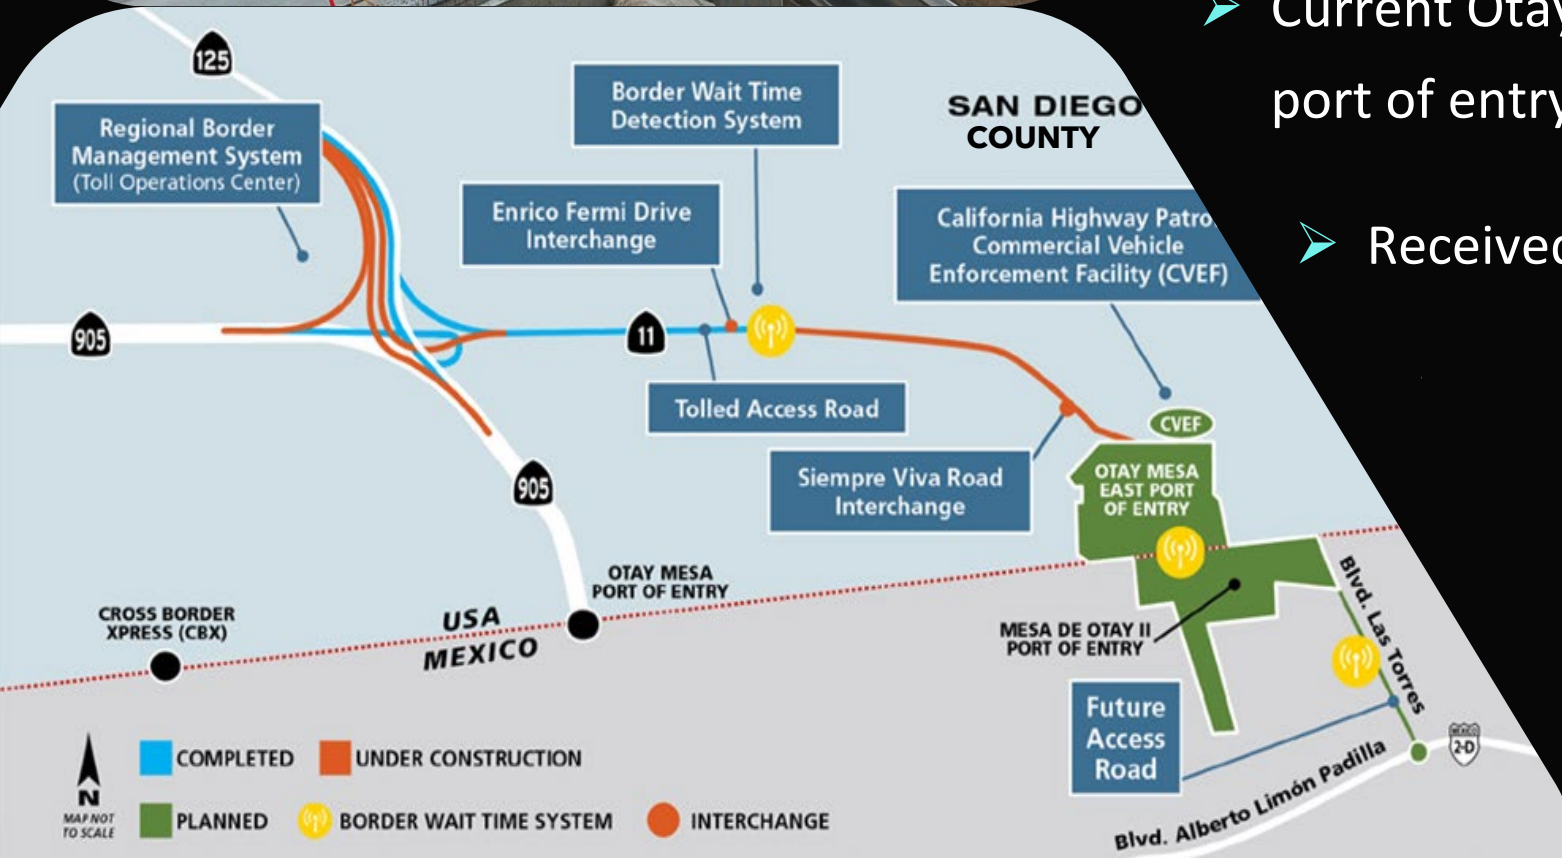 Current Otay
port of entry
Received
125
Regional Border
Management System
(Toll Operations Center)
Border Wait Time
Detection System
SAN DIEGO
COUNTY
Enrico Fermi Drive
Interchange
California Highway Patro
Commercial Vehicle
Enforcement Facility (CVEF)
905
11
Tolled Access Road
CVEF
Siempre Viva Road
Interchange
OTAY MESA
EAST PORT
OF ENTRY
905
OTAY MESA
PORT OF ENTRY
CROSS BORDER
XPRESS (CBX)
USA
MEXICO
MESA DE OTAY II
PORT OF ENTRY
Blvd. Las Torres
Future
Access
Road
MEXICO
2-D
Blvd. Alberto Limón Padilla
N
MAP NOT
TO SCALE
COMPLETED
UNDER CONSTRUCTION
PLANNED
BORDER WAIT TIME SYSTEM
INTERCHANGE